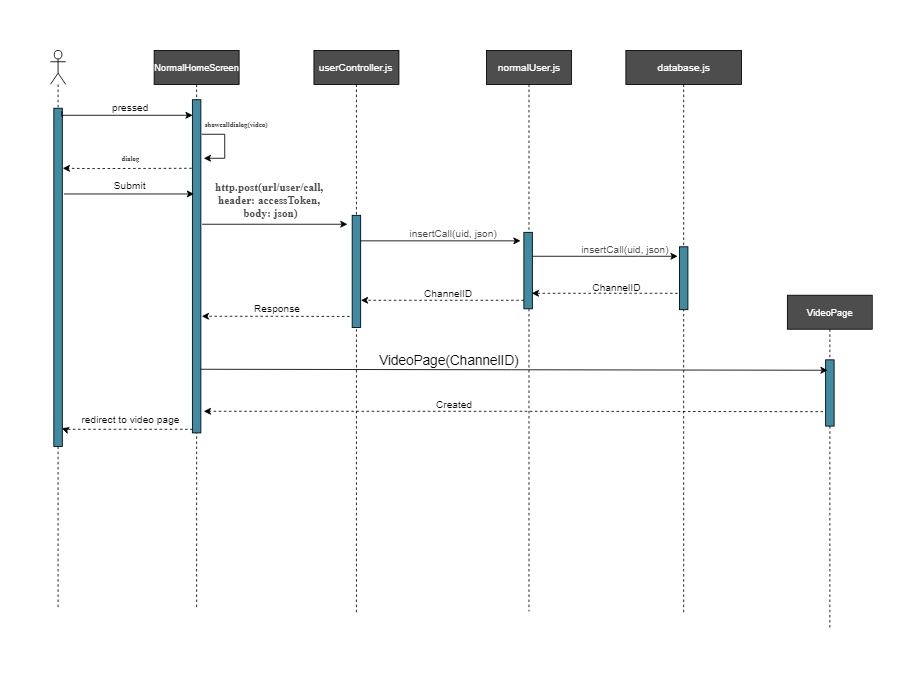 NormalHomeScreen
userController.js
normalUser.js
database.js
pressed
showcalldialog(video)
dialog
Submit
http.post(url/user/call,
header: accessToken,
body: json)
insertCall(uid, json)
insertCall(uid, json)
ChannelID
ChannelID
Response
VideoPage
VideoPage(ChannelID)
Created
redirect to video page